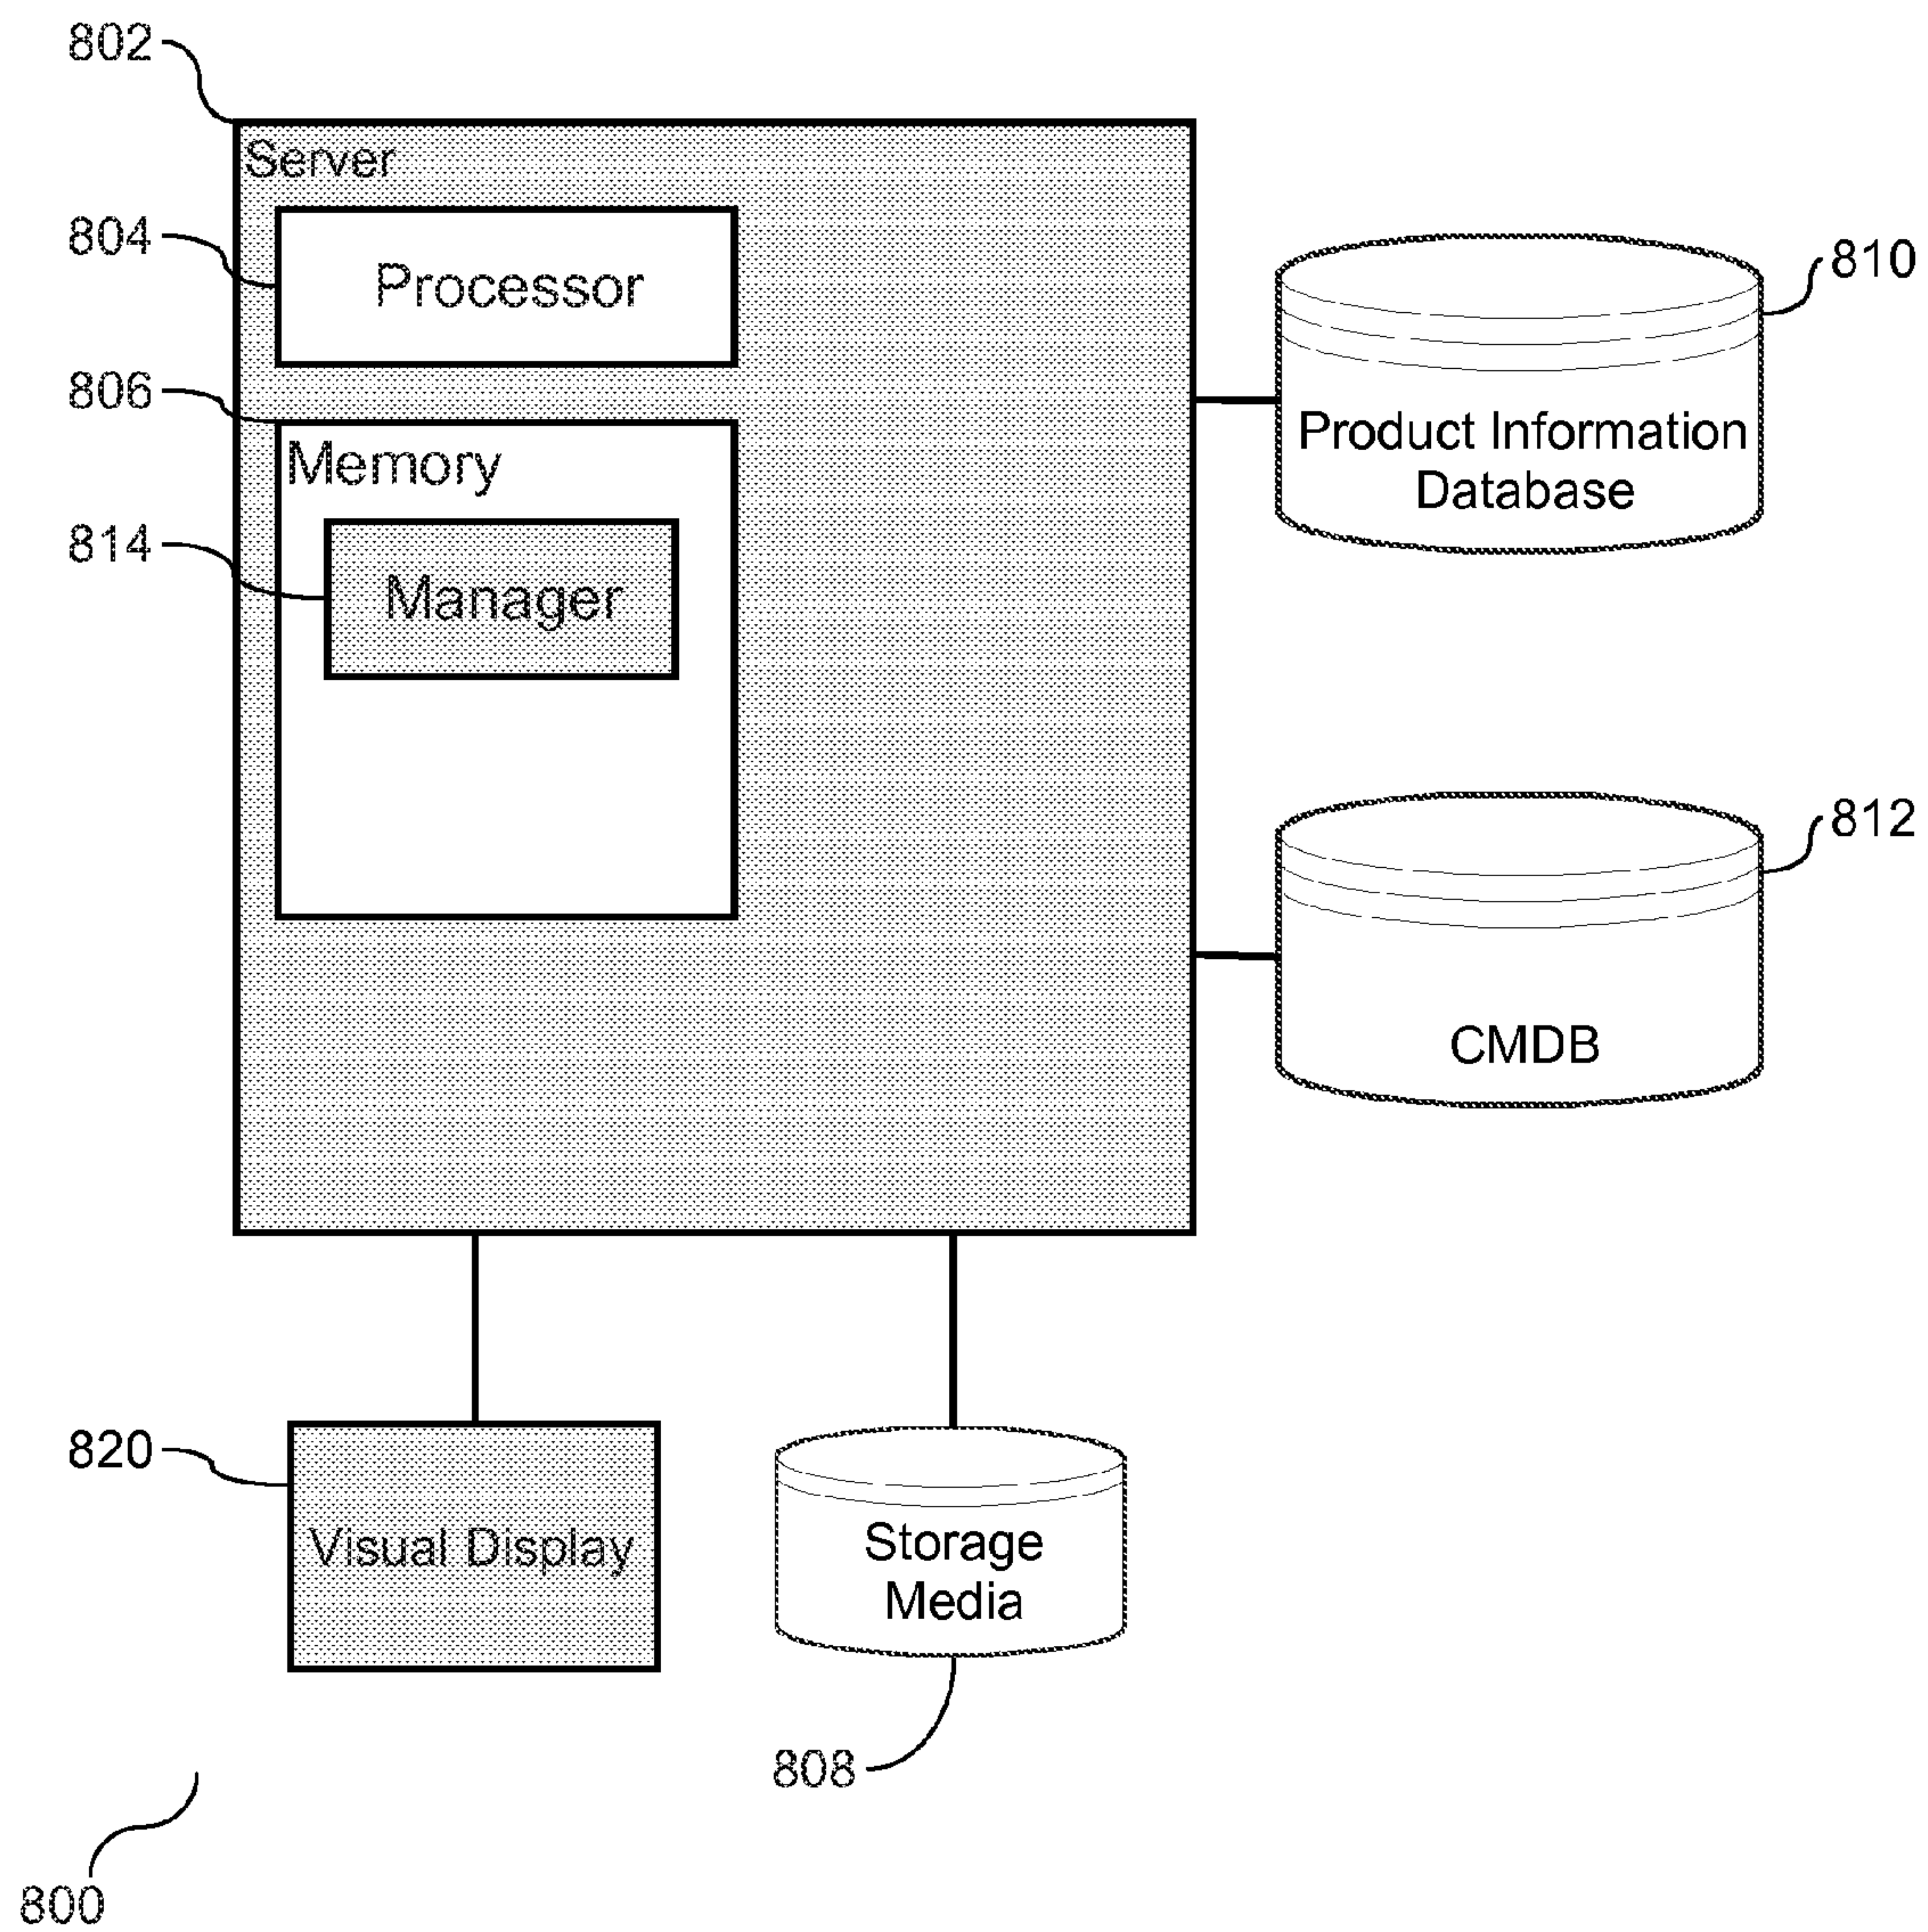 802
Server
804
Processor
810
806
Memory
Product Information
Database
814
Manager
812
CMDB
820
Visual Display
Storage
Media
808
800